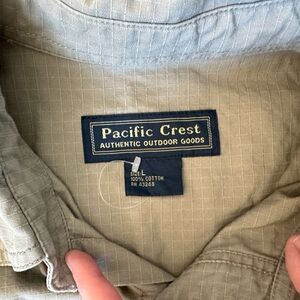 Pacific Crest
AUTHENTIC OUTDOOR GOODS
SIZE L
100% COTTON
RN 43248